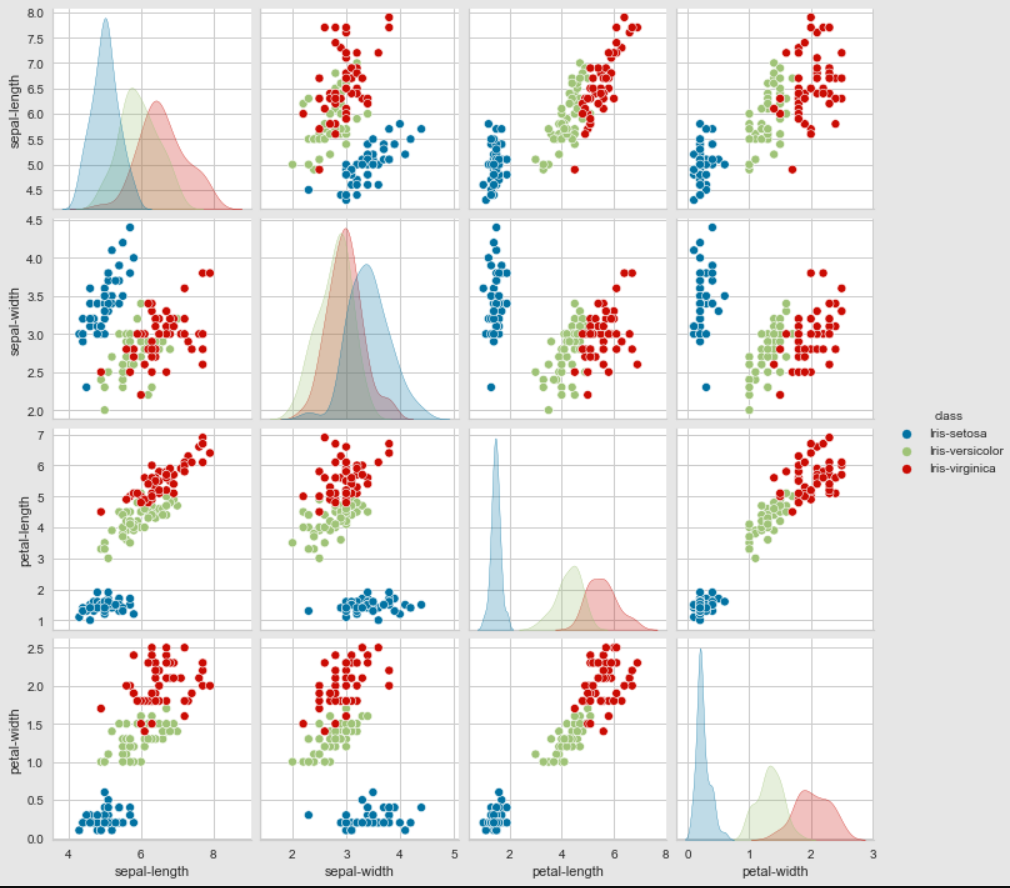 8.0
7.5
7.0
6.5
6.0
5.5
5.0
4.5
sepal-length
4.5
4.0
3.5
3.0
2.5
2.0
sepal-width
class
Iris-setosa
Iris-versicolor
Iris-virginica
7
6
5
4
3
2
1
petal-length
2.5
2.0
1.5
1.0
0.5
0.0
petal-width
4 6 8 2 3 4 5 2 4 6 8 0 1 2 3
sepal-length sepal-width petal-length petal-width